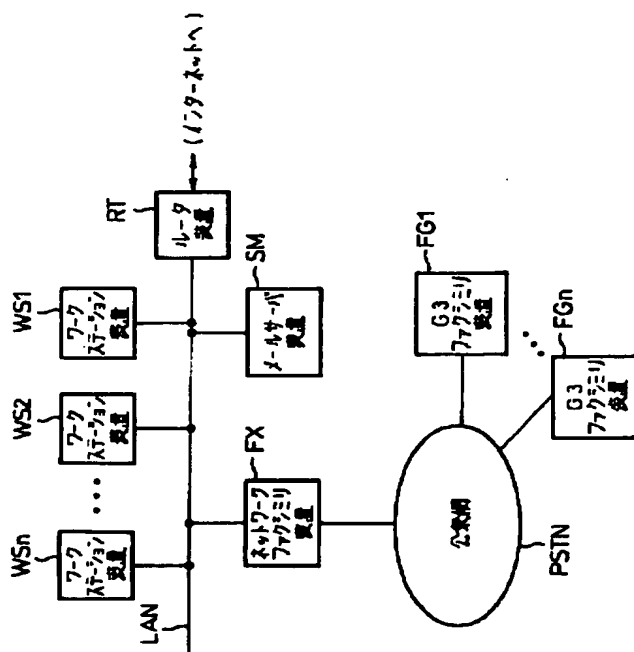 WSn
ワーク
ステーション
装置
WS2
ワーク
ステーション
装置
WS1
ワーク
ステーション
装置
RT
ルータ
装置
(インターネットへ)
LAN
FX
ネットワーク
ファクシミリ
装置
SM
メールサーバ
装置
公衆網
PSTN
FG1
G3
ファクシミリ
装置
FGn
G3
ファクシミリ
装置